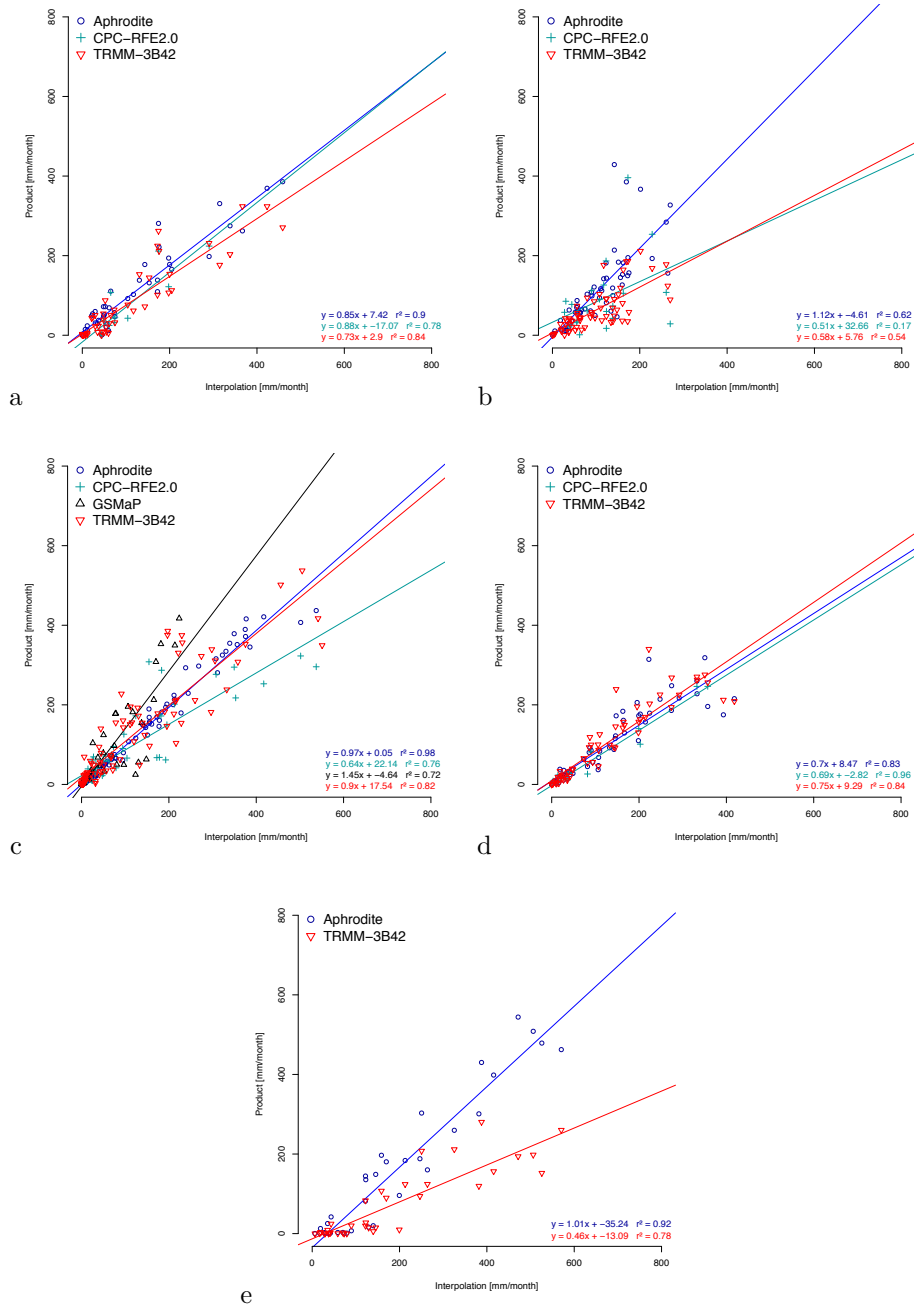 800
600
400
200
0
Product [mm/month]
Aphrodite
CPC−RFE2.0
TRMM−3B42
y = 0.85x + 7.42 r² = 0.9
y = 0.88x + −17.07 r² = 0.78
y = 0.73x + 2.9 r² = 0.84
0 200 400 600 800
Interpolation [mm/month]
a
800
600
400
200
0
Product [mm/month]
Aphrodite
CPC−RFE2.0
TRMM−3B42
y = 1.12x + −4.61 r² = 0.62
y = 0.51x + 32.66 r² = 0.17
y = 0.58x + 5.76 r² = 0.54
0 200 400 600 800
Interpolation [mm/month]
b
800
600
400
200
0
Product [mm/month]
Aphrodite
CPC−RFE2.0
GSMaP
TRMM−3B42
y = 0.97x + 0.05 r² = 0.98
y = 0.64x + 22.14 r² = 0.76
y = 1.45x + −4.64 r² = 0.72
y = 0.9x + 17.54 r² = 0.82
0 200 400 600 800
Interpolation [mm/month]
c
800
600
400
200
0
Product [mm/month]
Aphrodite
CPC−RFE2.0
TRMM−3B42
y = 0.7x + 8.47 r² = 0.83
y = 0.69x + −2.82 r² = 0.96
y = 0.75x + 9.29 r² = 0.84
0 200 400 600 800
Interpolation [mm/month]
d
800
600
400
200
0
Product [mm/month]
Aphrodite
TRMM−3B42
y = 1.01x + −35.24 r² = 0.92
y = 0.46x + −13.09 r² = 0.78
0 200 400 600 800
Interpolation [mm/month]
e